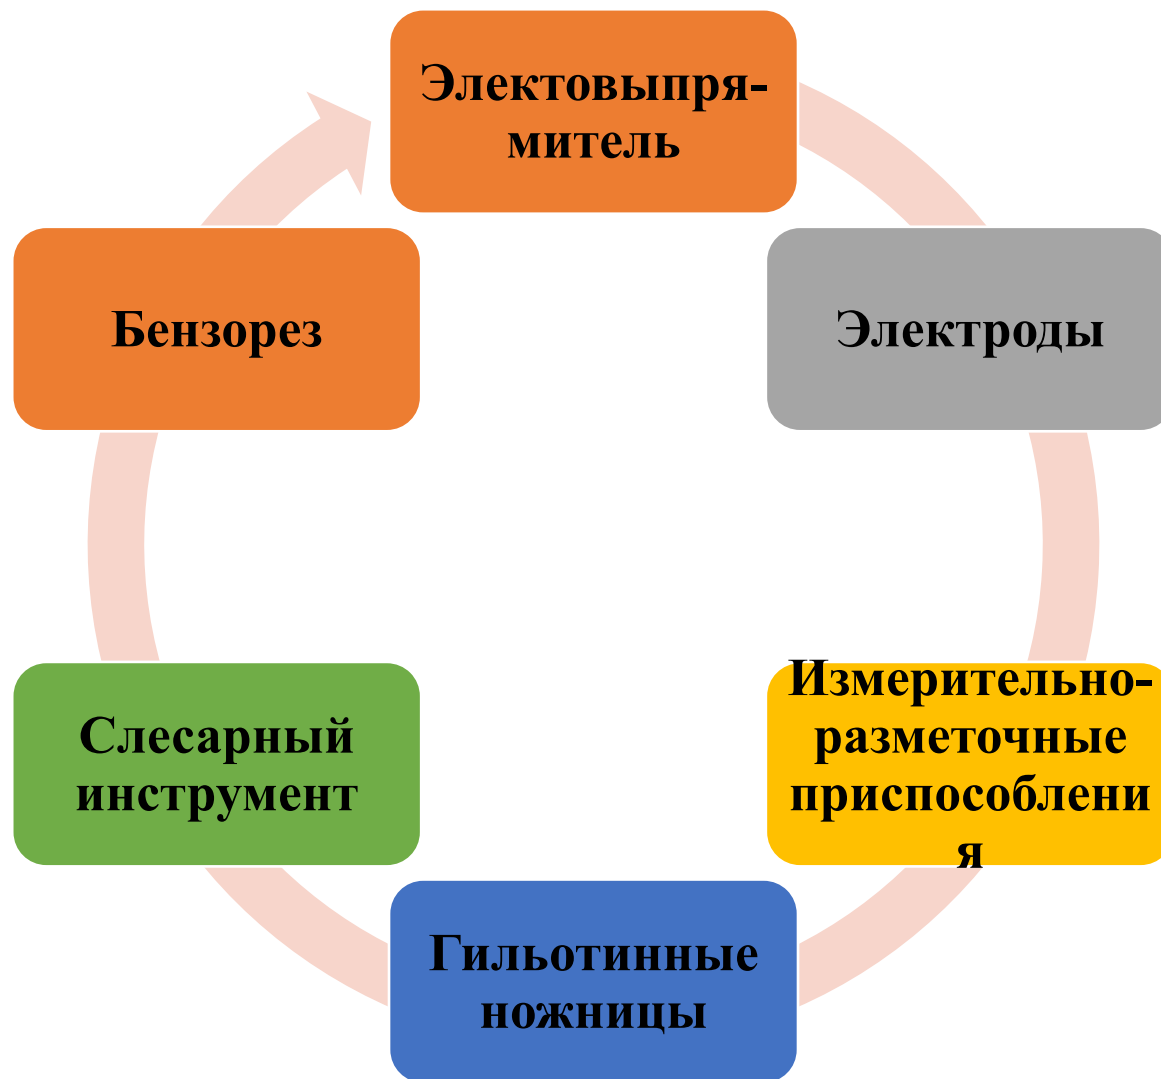 Электовыпря-
митель
Электроды
Измерительно-
разметочные
приспособлени
я
Гильотинные
ножницы
Слесарный
инструмент
Бензорез